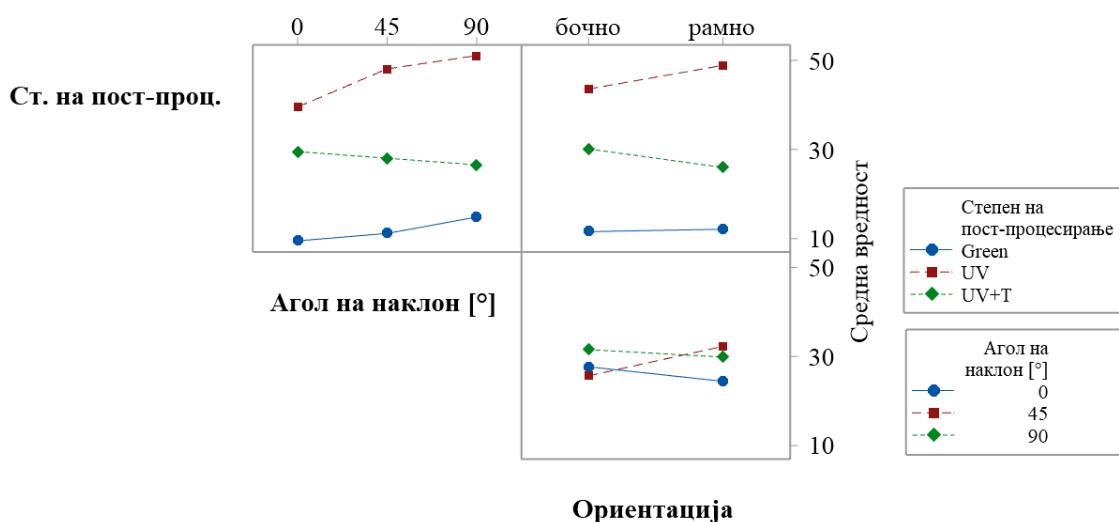 0 45 90 бочно рамно
Ст. на пост-проц.
50
30
10
50
30
10
Средна вредност
Агол на наклон [°]
Ориентација
Степен на
пост-процесирање
Green
UV
UV+T
Агол на
наклон [°]
0
45
90